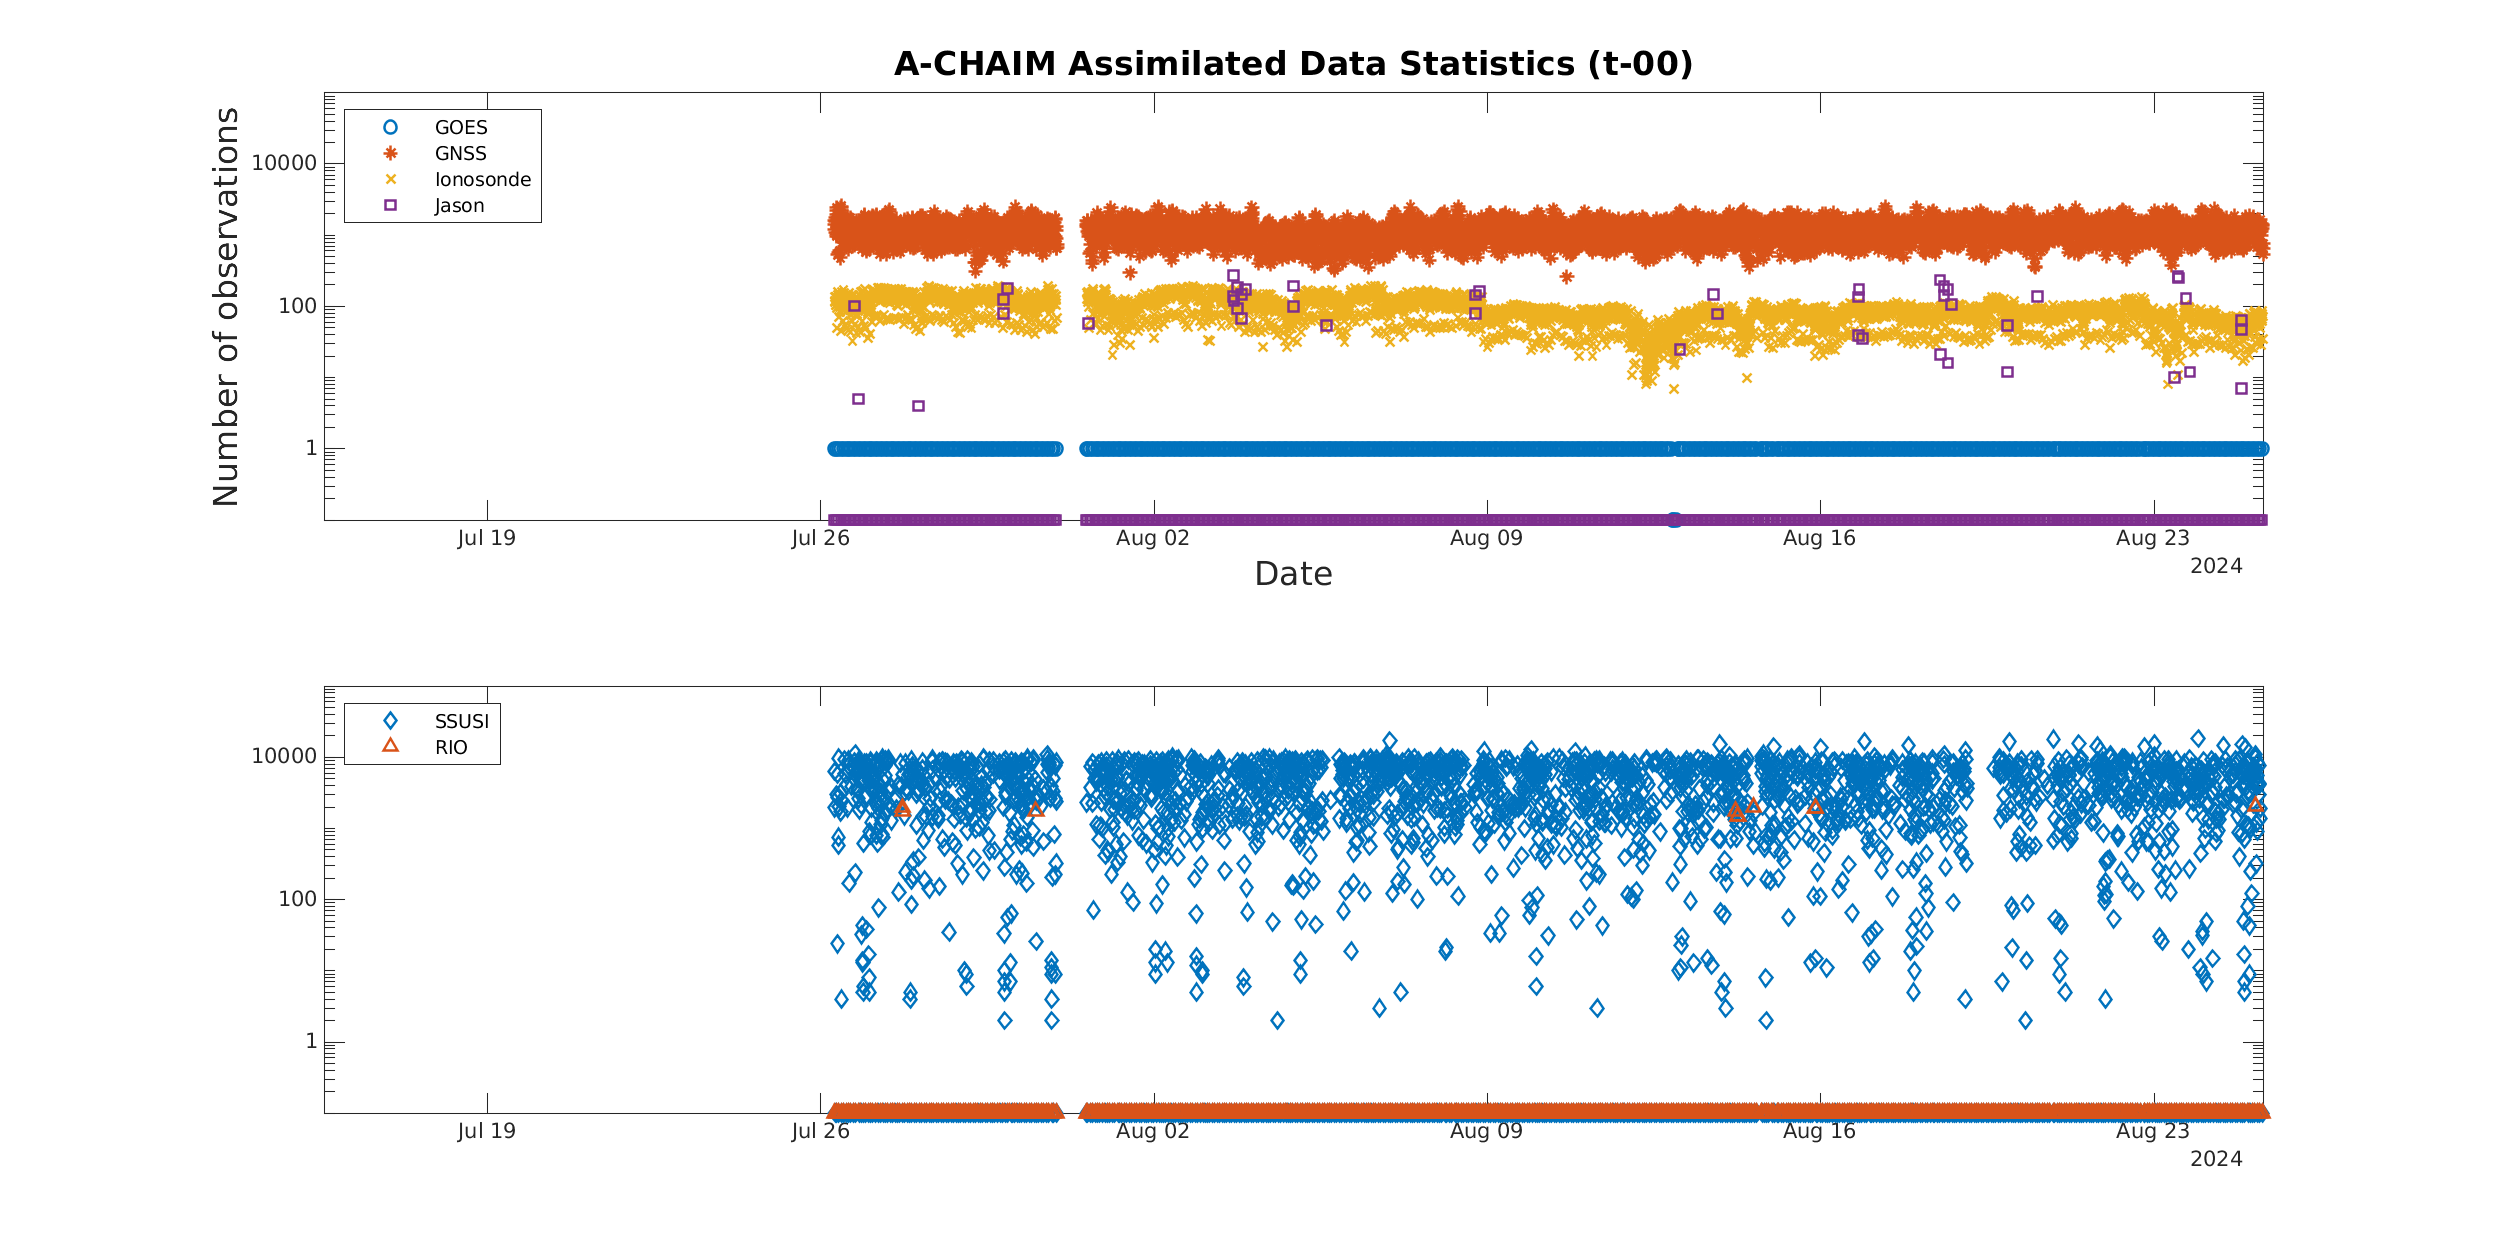 A-CHAIM Assimilated Data Statistics (t-00)
Number of observations
10000
100
1
GOES
GNSS
Ionosonde
Jason
Jul 19
Jul 26
Aug 02
Aug 09
Aug 16
Aug 23
2024
Date
10000
100
1
SSUSI
RIO
Jul 19
Jul 26
Aug 02
Aug 09
Aug 16
Aug 23
2024